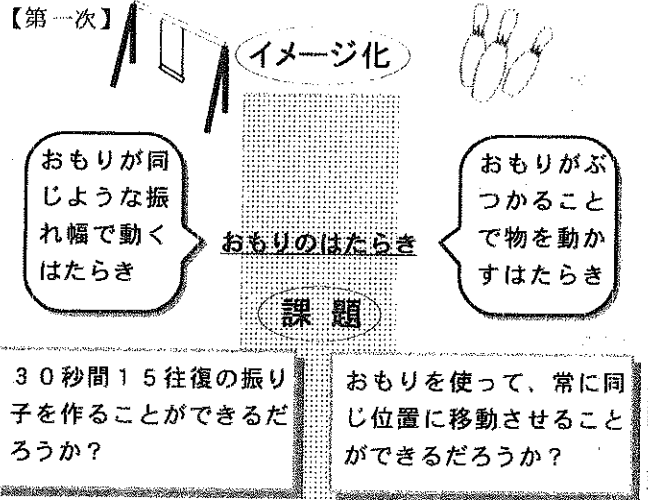 【第一次】
イメージ化
おもりが同
じような振
れ幅で動く
はたらき
おもりのはたらき
おもりがぶ
つかること
で物を動か
すはたらき
課題
３０秒間１５往復の振り
子を作ることができるだ
ろうか？
おもりを使って、常に同
じ位置に移動させること
ができるだろうか？